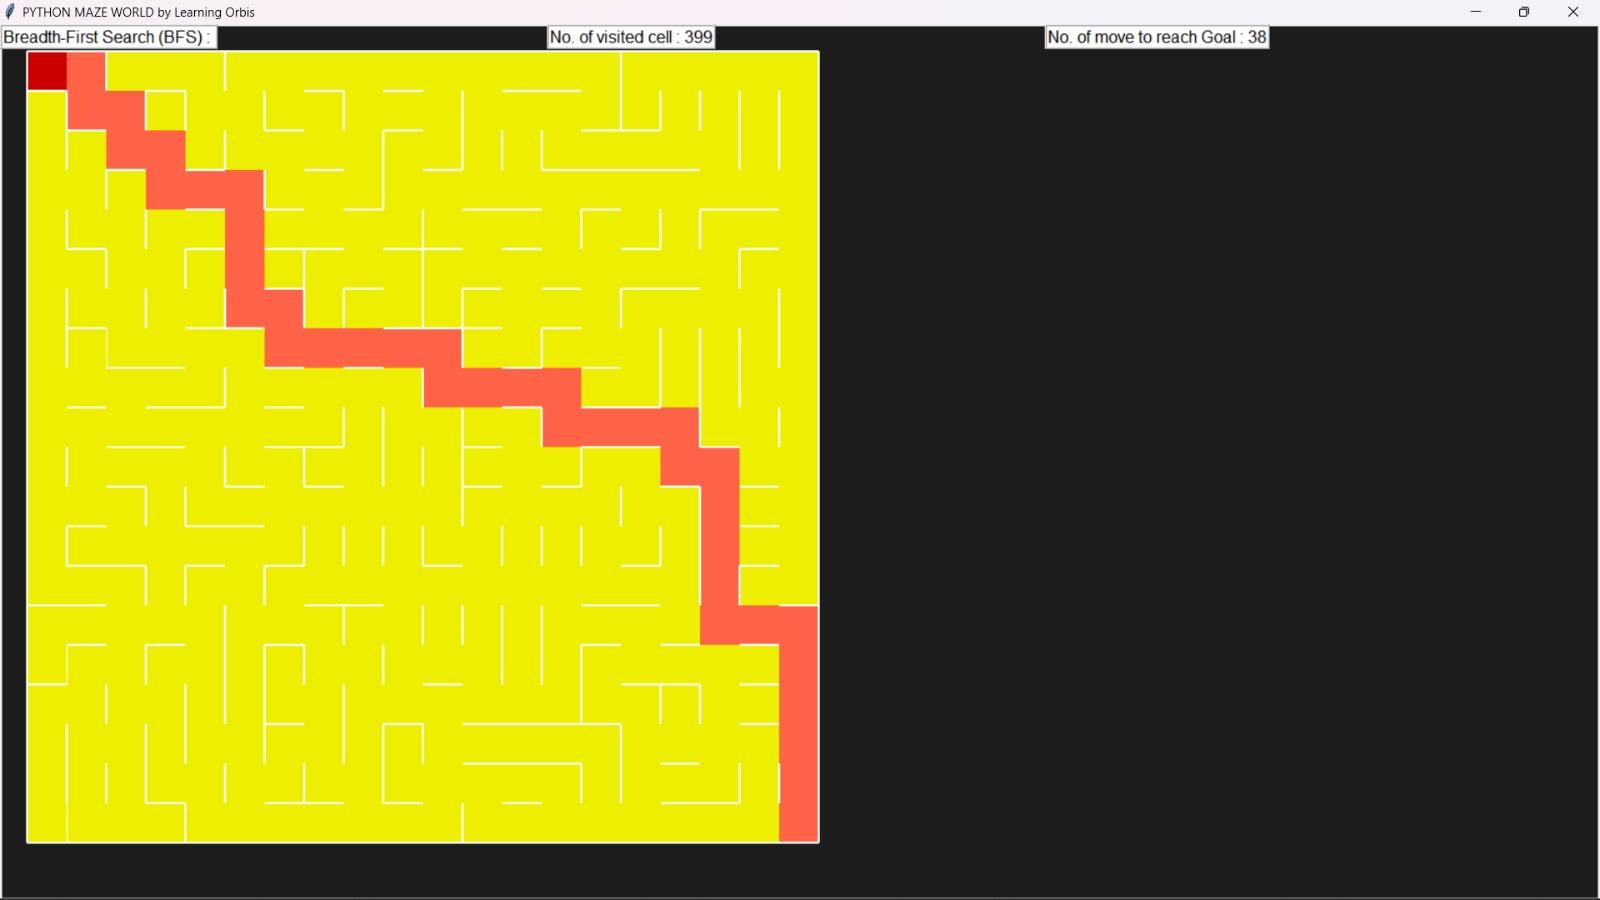 PYTHON MAZE WORLD by Learning Orbis
Breadth-First Search (BFS) :
No. of visited cell : 399
No. of move to reach Goal : 38